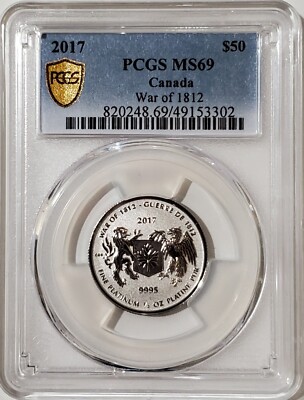 2017 $50
PCGS MS69
Canada
War of 1812
820248.69/49153302
PCGS
WAR OF 1812 - GUERRE DE 1812
2017
9995
FINE PLATINUM OZ PLATINE PUR